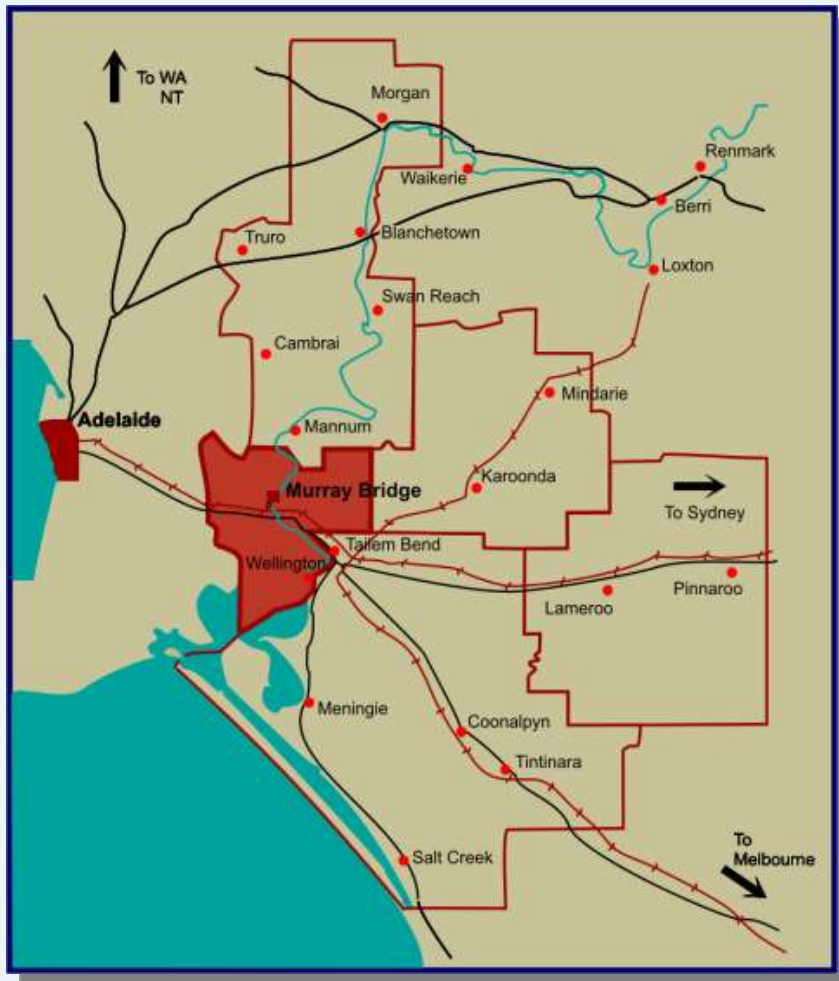 To WA
NT
Morgan
Renmark
Waikerie
Berri
Truro
Blanchetown
Loxton
Swan Reach
Cambrai
Mindarie
Adelaide
Mannum
Karoonda
Murray Bridge
To Sydney
Tailem Bend
Wellington
Pinnaroo
Lameroo
Meningie
Coonalpyn
Tintinara
To
Melbourne
Salt Creek